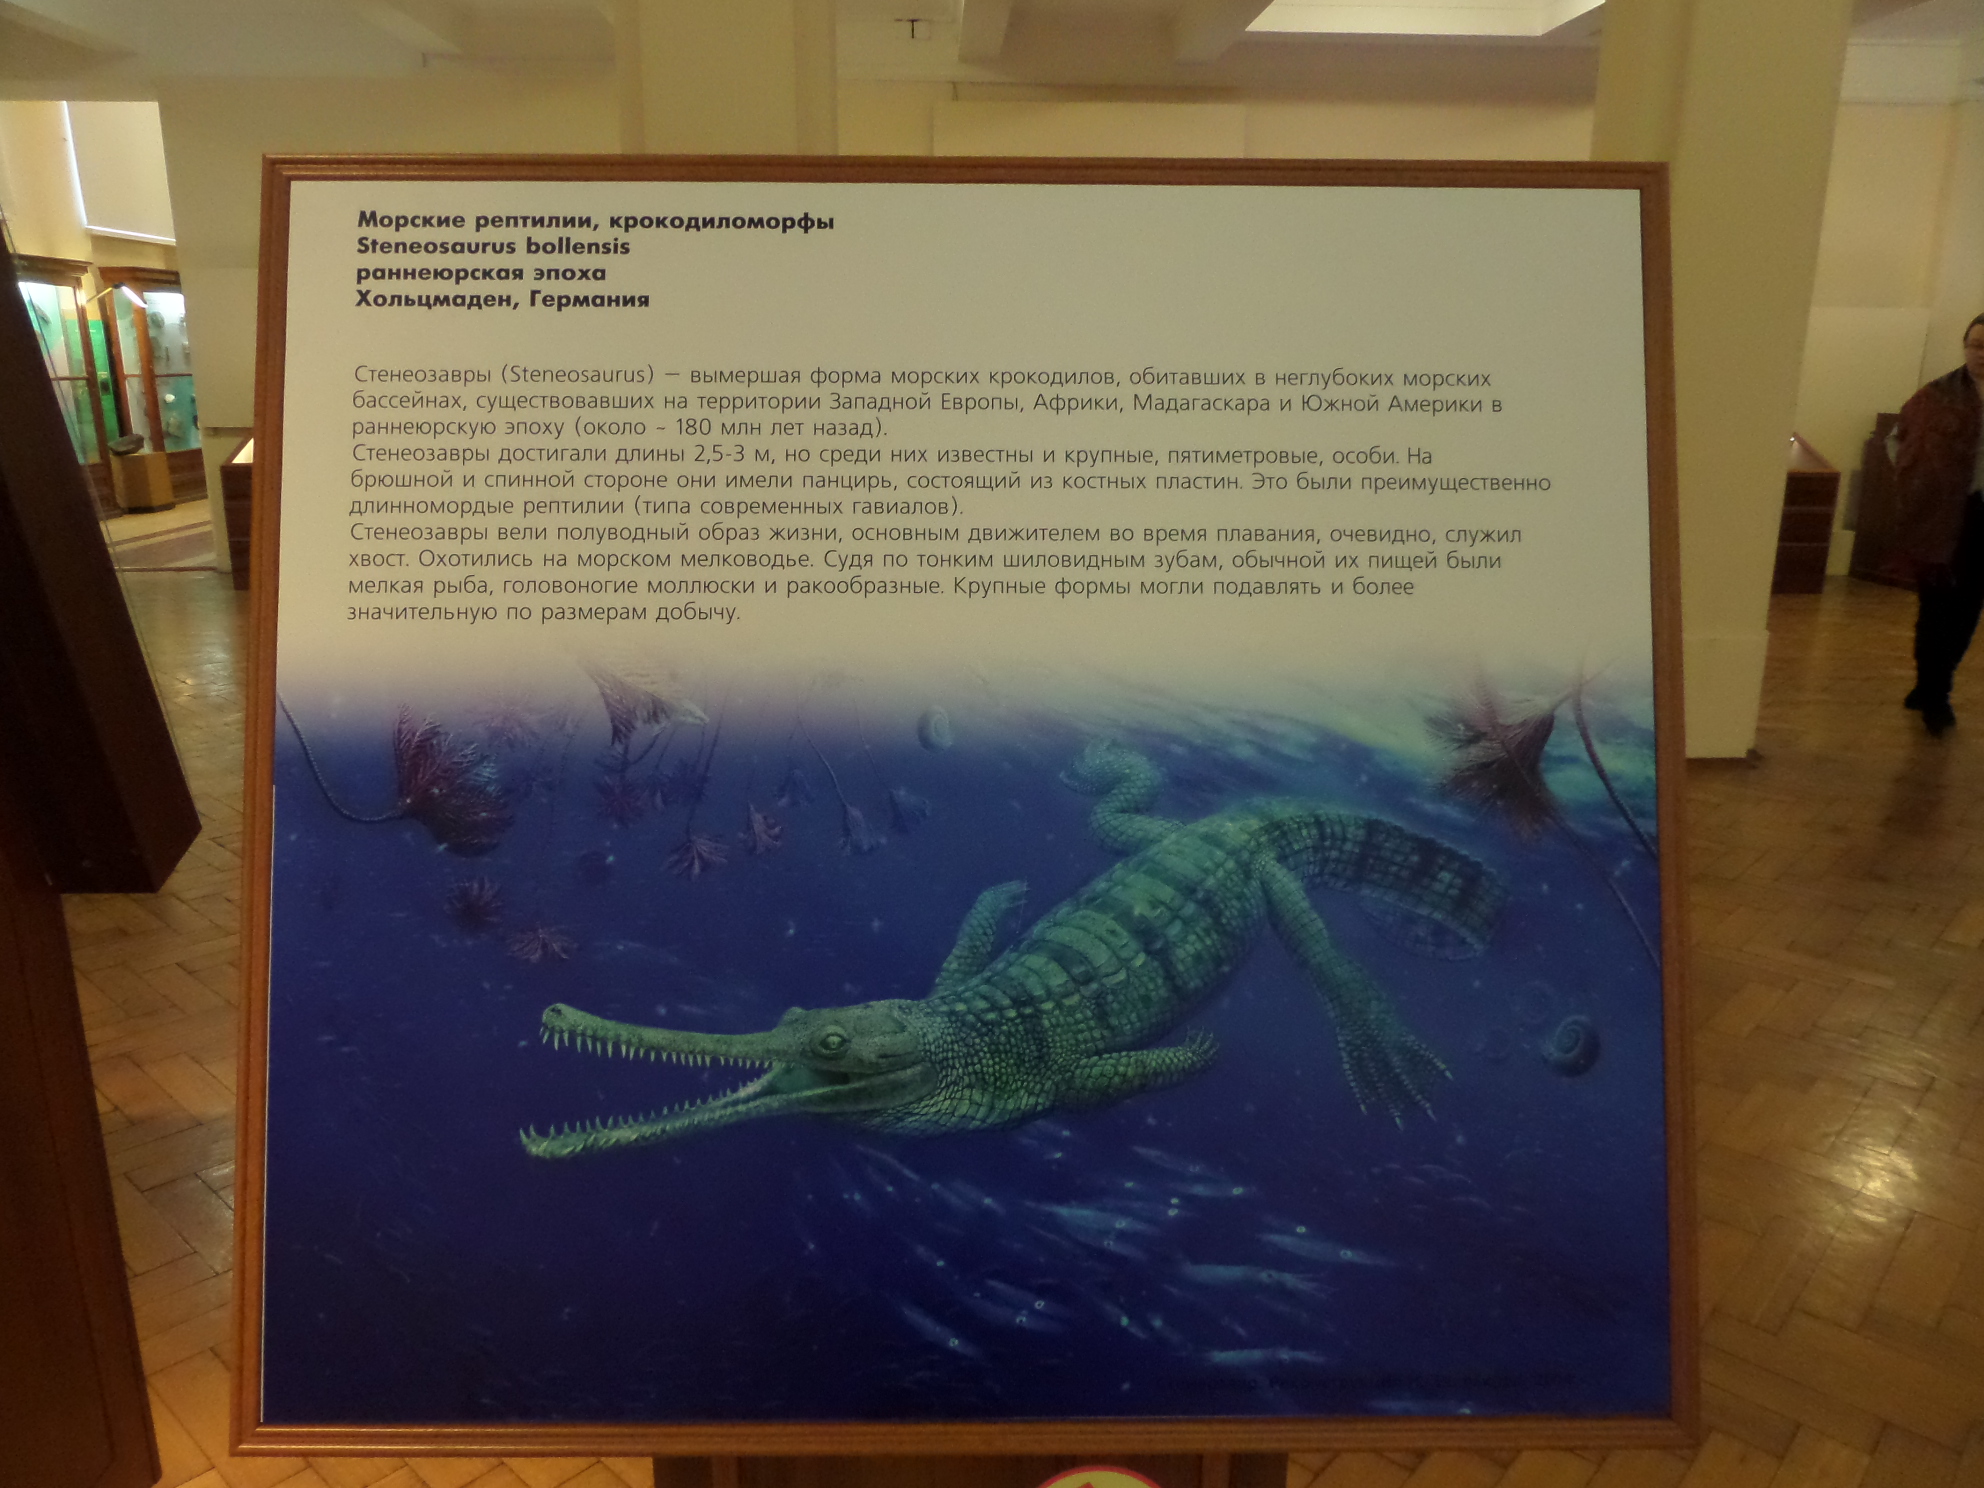 Морские рептилии, крокодиломорфы
Steneosaurus bollensis
раннеюрская эпоха
Хольцмаден, Германия
Стенеозавры (Steneosaurus) – вымершая форма морских крокодилов, обитавших в неглубоких морских
бассейнах, существовавших на территории Западной Европы, Африки, Мадагаскара и Южной Америки в
раннеюрскую эпоху (около ~ 180 млн лет назад).
Стенеозавры достигали длины 2,5-3 м, но среди них известны и крупные, пятиметровые, особи. На
брюшной и спинной стороне они имели панцирь, состоящий из костных пластин. Это были преимущественно
длинномордые рептилии (типа современных гавиалов).
Стенеозавры вели полуводный образ жизни, основным движителем во время плавания, очевидно, служил
хвост. Охотились на морском мелководье. Судя по тонким шиловидным зубам, обычной их пищей были
мелкая рыба, головоногие моллюски и ракообразные. Крупные формы могли подавлять и более
значительную по размерам добычу.